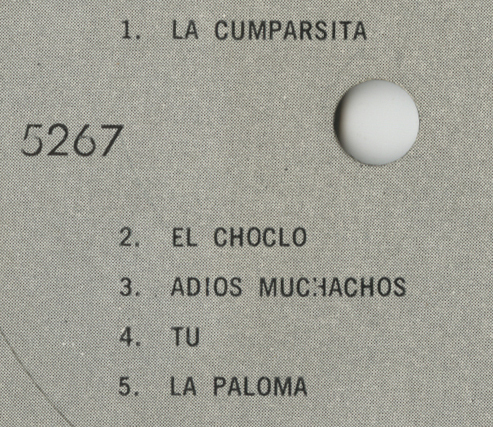 1. LA CUMPARSITA
5267
2. EL CHOCLO
3. ADIOS MUCHACHOS
4. TU
5. LA PALOMA